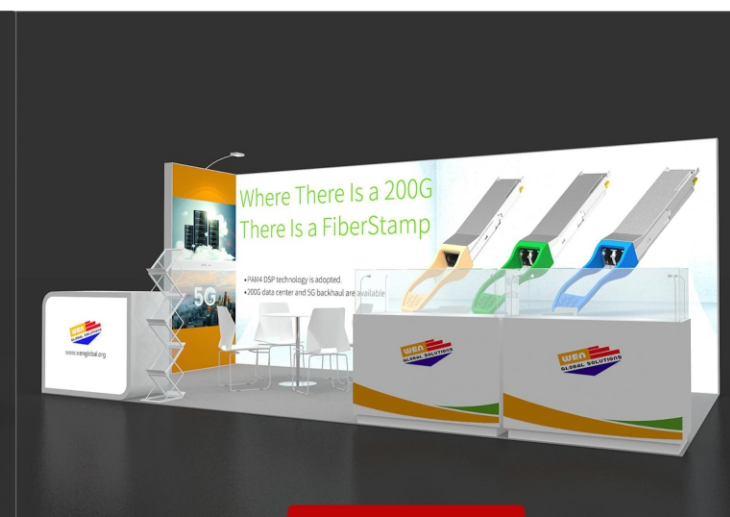 Where There Is a 200G
There Is a FiberStamp
• PAM4 DSP technology is adopted.
• 200G data center and 5G backhaul are available
5G
WEN
GLOBAL SOLUTIONS
www.wenglobal.org
WEN
GLOBAL SOLUTIONS
WEN
GLOBAL SOLUTIONS